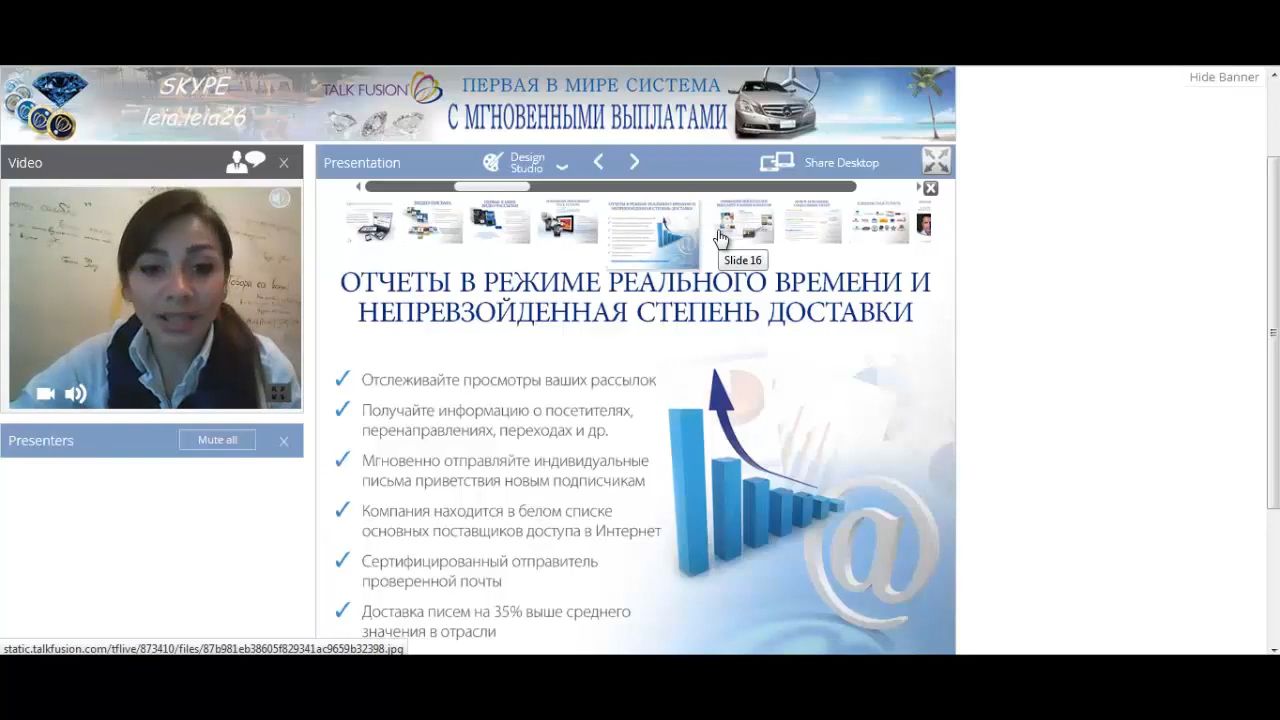 SKYPE
leia.leia26
TALK FUSION
ПЕРВАЯ В МИРЕ СИСТЕМА
С МГНОВЕННЫМИ ВЫПЛАТАМИ
Hide Banner
Video
Presentation
Design
Studio
Share Desktop
Slide 16
ОТЧЕТЫ В РЕЖИМЕ РЕАЛЬНОГО ВРЕМЕНИ И
НЕПРЕВЗОЙДЕННАЯ СТЕПЕНЬ ДОСТАВКИ
Отслеживайте просмотры ваших рассылок
Получайте информацию о посетителях,
перенаправлениях, переходах и др.
Мгновенно отправляйте индивидуальные
письма приветствия новым подписчикам
Компания находится в белом списке
основных поставщиков доступа в Интернет
Сертифицированный отправитель
проверенной почты
Доставка писем на 35% выше среднего
значения в отрасли
@
Presenters
Mute all
static.talkfusion.com/tflive/873410/files/87b981eb38605f829341ac9659b32398.jpg